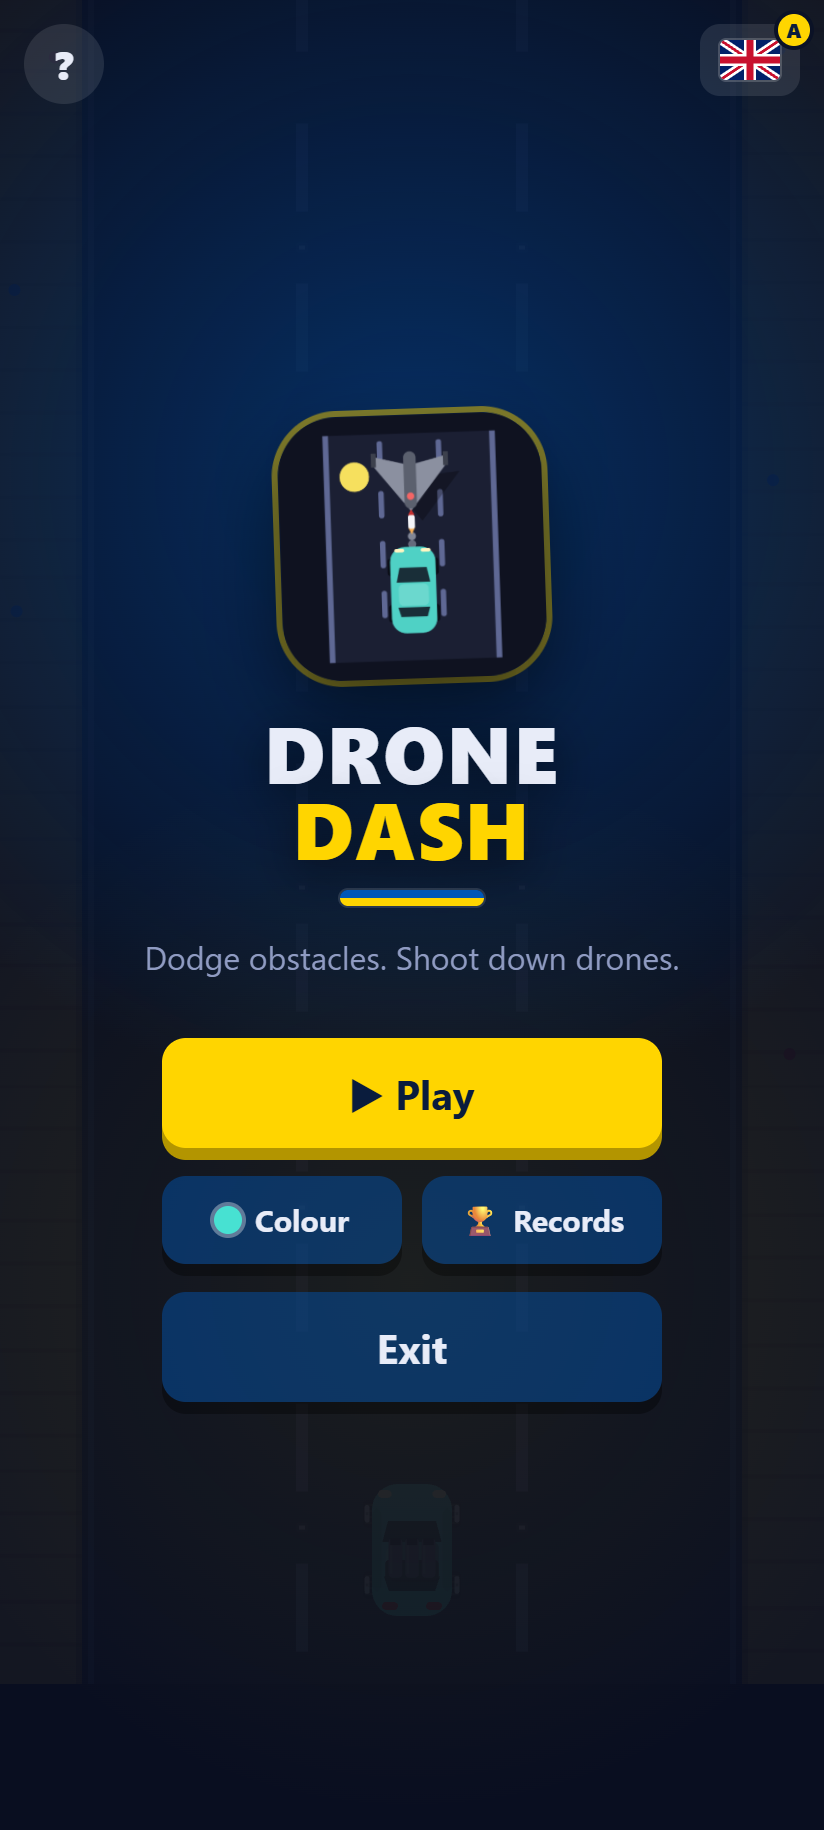 ?
A
DRONE
DASH
Dodge obstacles. Shoot down drones.
Play
Colour
Records
Exit